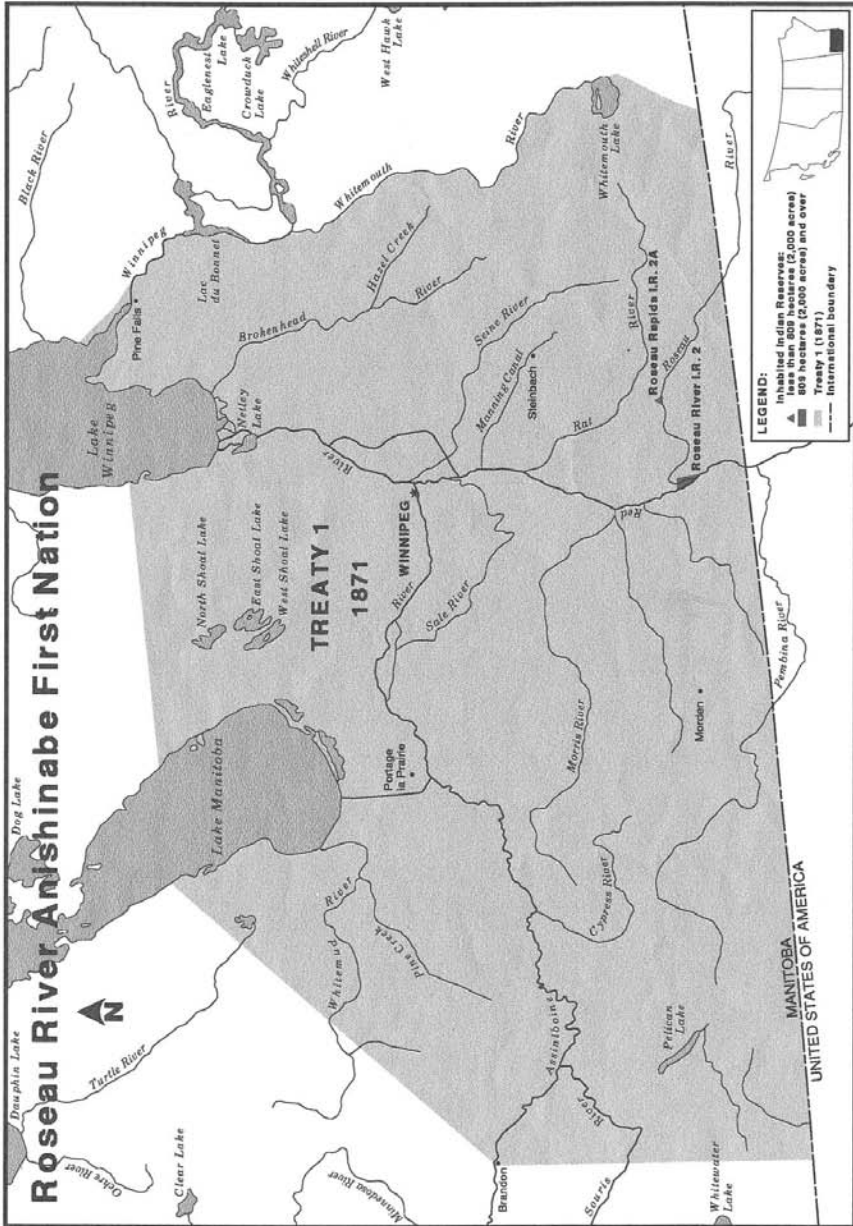 Roseau River Anishinabe First Nation
N
Dauphin Lake
Dog Lake
Black River
Ochre River
Turtle River
Clear Lake
Minnedosa River
Lake Manitoba
North Shoal Lake
East Shoal Lake
West Shoal Lake
Lake Winnipeg
Netley Lake
Pine Falls
Winnipeg
River
Eaglenest Lake
Crowduck Lake
Whiteshell River
West Hawk Lake
Lac du Bonnet
TREATY 1
1871
Whitemud
River
Pine Creek
Portage la Prairie
River
WINNIPEG
River
Sale River
Brokenhead
River
Hazel Creek
Whitemouth
River
Whitemouth Lake
Seine River
Manning Canal
Steinbach
Rat
River
Brandon
Assiniboine
Souris
River
Cypress River
Morris River
Red
Roseau Rapids I.R. 2A
Roseau
River
Roseau River I.R. 2
Morden
Pelican Lake
Whitewater Lake
Pembina River
MANITOBA
UNITED STATES OF AMERICA
LEGEND:
Inhabited Indian Reserves:
less than 809 hectares (2,000 acres)
809 hectares (2,000 acres) and over
Treaty 1 (1871)
International boundary